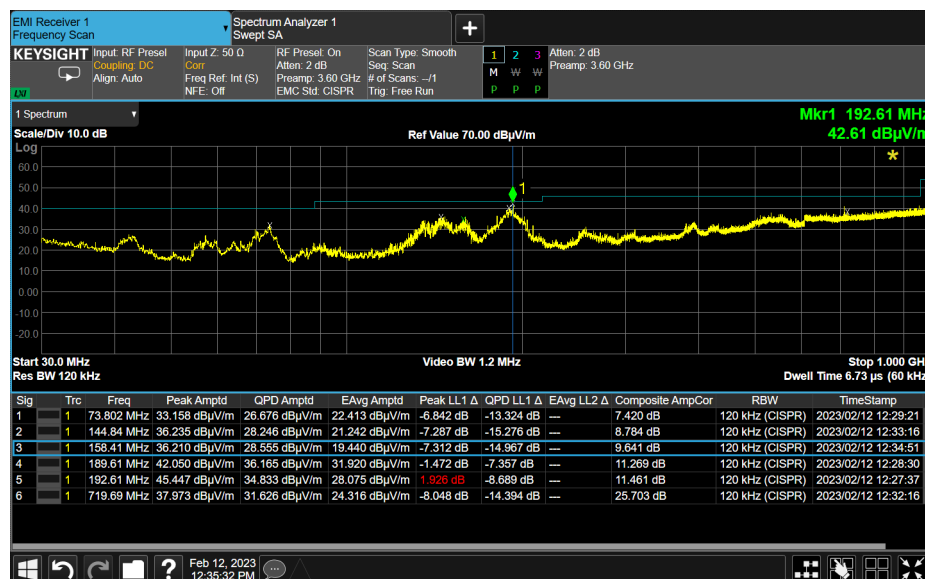 EMI Receiver 1
Frequency Scan
Spectrum Analyzer 1
Swept SA
KEYSIGHT
LXI
Input: RF Presel
Coupling: DC
Align: Auto
Input Z: 50 Ω
Corr
Freq Ref: Int (S)
NFE: Off
RF Presel: On
Atten: 2 dB
Preamp: 3.60 GHz
EMC Std: CISPR
Scan Type: Smooth
Seq: Scan
# of Scans: --/1
Trig: Free Run
1 2 3
M W W
P P P
Atten: 2 dB
Preamp: 3.60 GHz
1 Spectrum
Mkr1 192.61 MHz
Scale/Div 10.0 dB
Ref Value 70.00 dBµV/m
42.61 dBµV/m
Log
60.0
50.0
40.0
30.0
20.0
10.0
0.00
-10.0
-20.0
1
Start 30.0 MHz
Video BW 1.2 MHz
Stop 1.000 GH
Res BW 120 kHz
Dwell Time 6.73 µs (60 kHz
Sig Trc Freq Peak Amptd QPD Amptd EAvg Amptd Peak LL1 Δ QPD LL1 Δ EAvg LL2 Δ Composite AmpCor RBW TimeStamp
1 1 73.802 MHz 33.158 dBµV/m 26.676 dBµV/m 22.413 dBµV/m -6.842 dB -13.324 dB --- 7.420 dB 120 kHz (CISPR) 2023/02/12 12:29:21
2 1 144.84 MHz 36.235 dBµV/m 28.246 dBµV/m 21.242 dBµV/m -7.287 dB -15.276 dB --- 8.784 dB 120 kHz (CISPR) 2023/02/12 12:33:16
3 1 158.41 MHz 36.210 dBµV/m 28.555 dBµV/m 19.440 dBµV/m -7.312 dB -14.967 dB --- 9.641 dB 120 kHz (CISPR) 2023/02/12 12:34:51
4 1 189.61 MHz 42.050 dBµV/m 36.165 dBµV/m 31.920 dBµV/m -1.472 dB -7.357 dB --- 11.269 dB 120 kHz (CISPR) 2023/02/12 12:28:30
5 1 192.61 MHz 45.447 dBµV/m 34.833 dBµV/m 28.075 dBµV/m 1.926 dB -8.689 dB --- 11.461 dB 120 kHz (CISPR) 2023/02/12 12:27:37
6 1 719.69 MHz 37.973 dBµV/m 31.626 dBµV/m 24.316 dBµV/m -8.048 dB -14.394 dB --- 25.703 dB 120 kHz (CISPR) 2023/02/12 12:32:16
Feb 12, 2023
12:35:32 PM